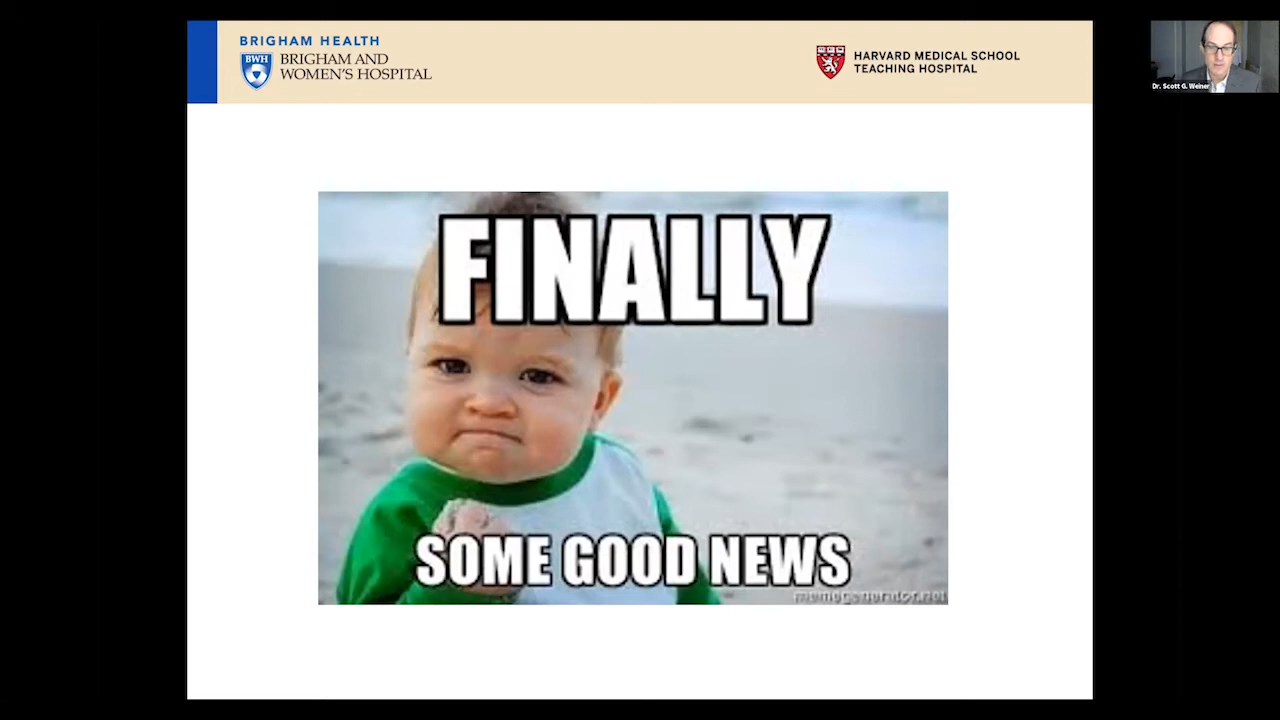 BRIGHAM HEALTH
BWH
BRIGHAM AND
WOMEN'S HOSPITAL
HARVARD MEDICAL SCHOOL
TEACHING HOSPITAL
Dr. Scott G. Weiner
FINALLY
SOME GOOD NEWS
memegenerator.net